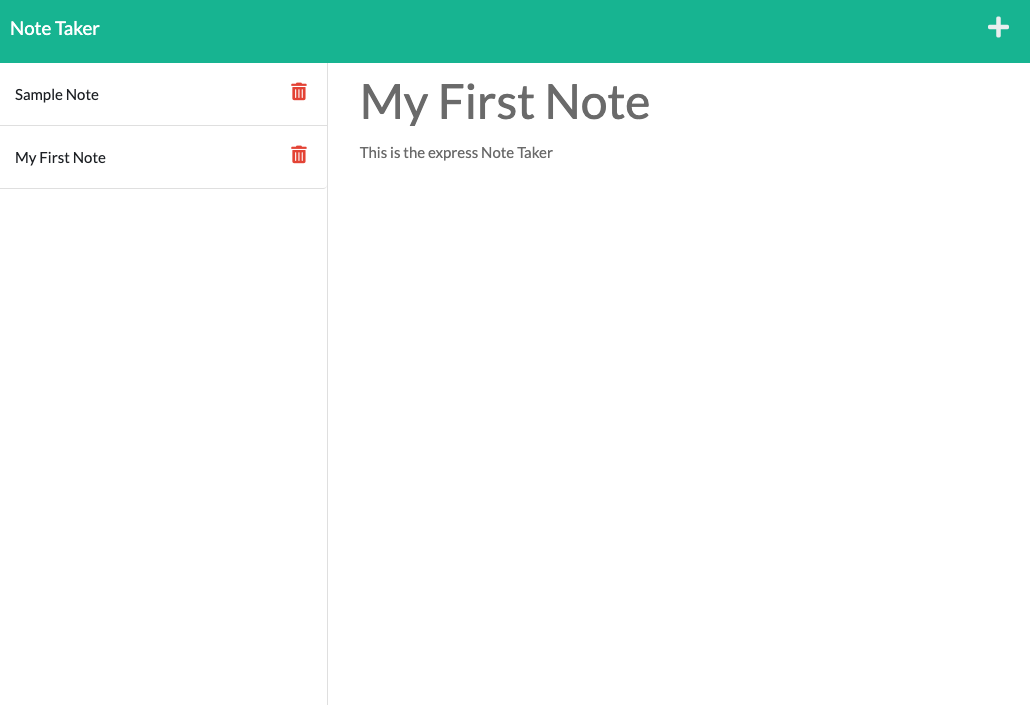 Note Taker
Sample Note
My First Note
My First Note
This is the express Note Taker